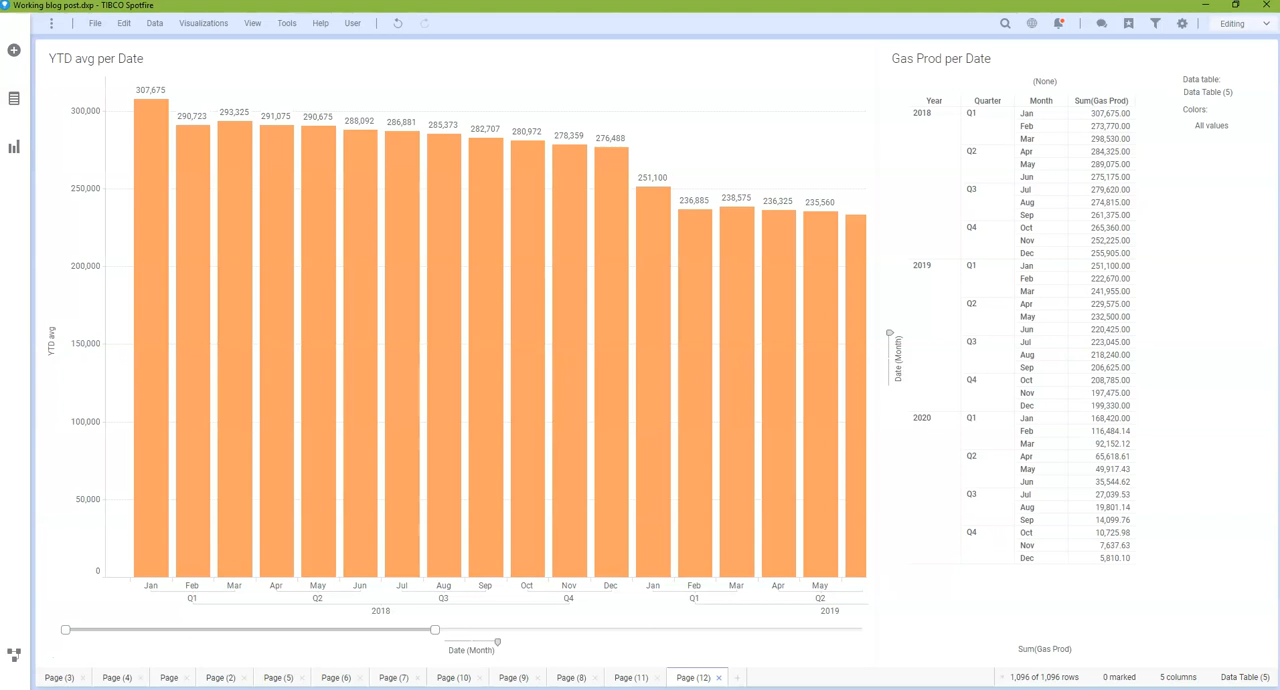 Working blog post.dxp - TIBCO Spotfire
File Edit Data Visualizations View Tools Help User Editing
YTD avg per Date
307,675
290,723
293,325
291,075
290,675
288,092
286,881
285,373
282,707
280,972
278,359
276,488
251,100
236,885
238,575
236,325
235,560
300,000
250,000
200,000
150,000
100,000
50,000
0
YTD avg
Jan Feb Mar Apr May Jun Jul Aug Sep Oct Nov Dec Jan Feb Mar Apr May
Q1 Q2 Q3 Q4 Q1 Q2
2018 2019
Date (Month)
Gas Prod per Date
(None)
Year Quarter Month Sum(Gas Prod)
2018 Q1 Jan 307,675.00
Feb 273,770.00
Mar 298,530.00
Q2 Apr 284,325.00
May 289,075.00
Jun 275,175.00
Q3 Jul 279,620.00
Aug 274,815.00
Sep 261,375.00
Q4 Oct 265,360.00
Nov 252,225.00
Dec 255,905.00
2019 Q1 Jan 251,100.00
Feb 222,670.00
Mar 241,955.00
Q2 Apr 229,575.00
May 232,500.00
Jun 220,425.00
Q3 Jul 223,045.00
Aug 218,240.00
Sep 206,625.00
Q4 Oct 208,785.00
Nov 197,475.00
Dec 199,330.00
2020 Q1 Jan 168,420.00
Feb 116,484.14
Mar 92,152.12
Q2 Apr 65,618.61
May 49,917.43
Jun 35,544.62
Q3 Jul 27,039.53
Aug 19,801.14
Sep 14,099.76
Q4 Oct 10,725.98
Nov 7,637.63
Dec 5,810.10
Date (Month)
Sum(Gas Prod)
Data table:
Data Table (5)
Colors:
All values
Page (3) Page (4) Page Page (2) Page (5) Page (6) Page (7) Page (10) Page (9) Page (8) Page (11) Page (12)
1,096 of 1,096 rows 0 marked 5 columns Data Table (5)